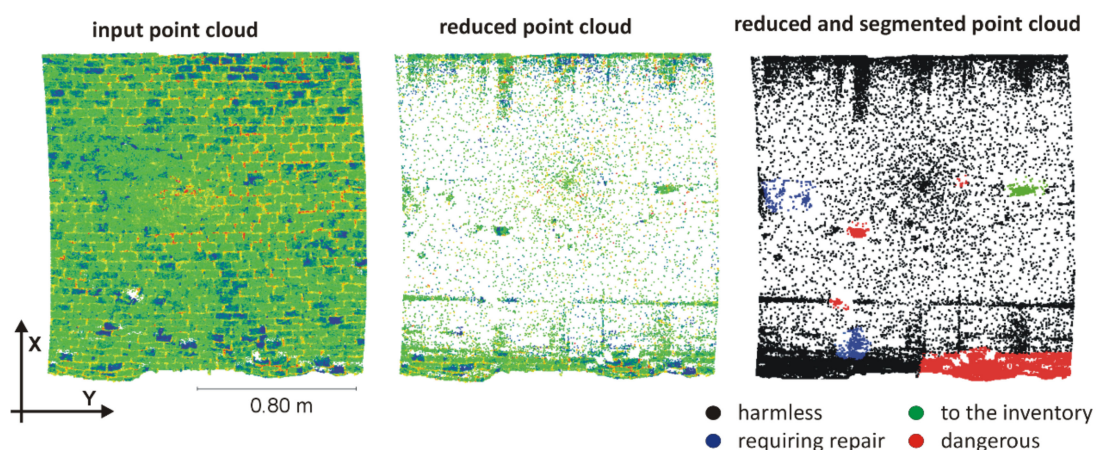 input point cloud
reduced point cloud
reduced and segmented point cloud
X
Y
0.80 m
harmless
to the inventory
requiring repair
dangerous